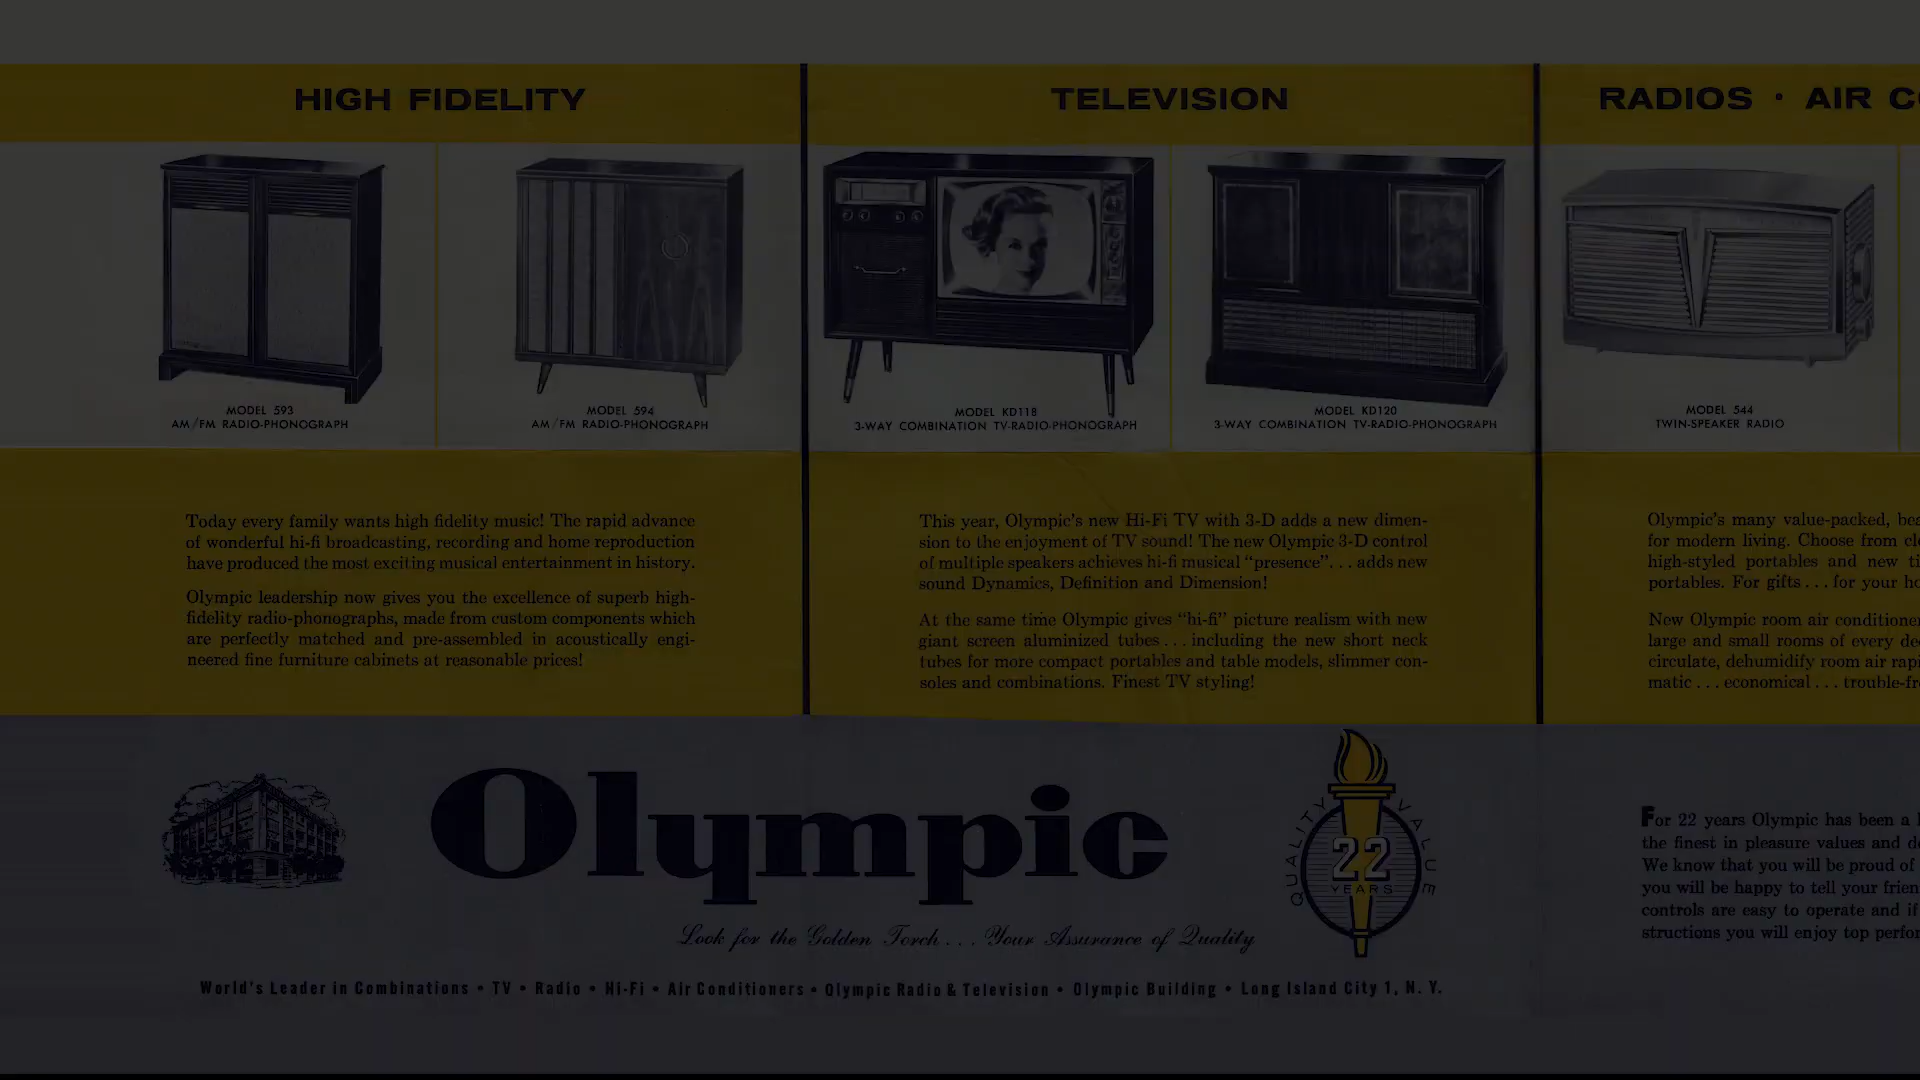 HIGH FIDELITY
MODEL 593
AM/FM RADIO-PHONOGRAPH
MODEL 594
AM/FM RADIO-PHONOGRAPH
Today every family wants high fidelity music! The rapid advance
of wonderful hi-fi broadcasting, recording and home reproduction
have produced the most exciting musical entertainment in history.
Olympic leadership now gives you the excellence of superb high-
fidelity radio-phonographs, made from custom components which
are perfectly matched and pre-assembled in acoustically engi-
neered fine furniture cabinets at reasonable prices!
TELEVISION
MODEL KD118
3-WAY COMBINATION TV-RADIO-PHONOGRAPH
MODEL KD120
3-WAY COMBINATION TV-RADIO-PHONOGRAPH
This year, Olympic's new Hi-Fi TV with 3-D adds a new dimen-
sion to the enjoyment of TV sound! The new Olympic 3-D control
of multiple speakers achieves hi-fi musical "presence"... adds new
sound Dynamics, Definition and Dimension!
At the same time Olympic gives "hi-fi" picture realism with new
giant screen aluminized tubes... including the new short neck
tubes for more compact portables and table models, slimmer con-
soles and combinations. Finest TV styling!
RADIOS · AIR
MODEL 544
TWIN-SPEAKER RADIO
Olympic's many value-packed,
for modern living. Choose from
high-styled portables and new
portables. For gifts... for your
New Olympic room air
large and small rooms of every
circulate, dehumidify room air
matic... economical...
Olympic
QUALITY VALUE
22
YEARS
Look for the Golden Torch... Your Assurance of Quality
World's Leader in Combinations • TV • Radio • Hi-Fi • Air Conditioners • Olympic Radio & Television • Olympic Building • Long Island City 1, N. Y.
For 22 years Olympic has been a
the finest in pleasure values and
We know that you will be proud of
you will be happy to tell your
controls are easy to operate and if
structions you will enjoy top